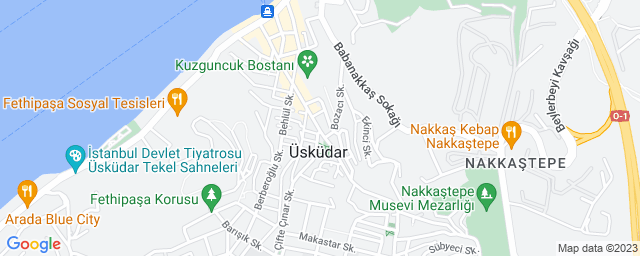 Kuzguncuk Bostanı
Babanakkaş Sokağı
Beylerbeyi Kavşağı
Fethipaşa Sosyal Tesisleri
Behlül Sk.
Bozacı Sk.
Ekinci Sk.
O-1
Nakkaş Kebap
Nakkaştepe
NAKKAŞTEPE
İstanbul Devlet Tiyatrosu
Üsküdar Tekel Sahneleri
Üsküdar
Berberoğlu Sk.
Fethipaşa Korusu
Nakkaştepe
Musevi Mezarlığı
Arada Blue City
Çifte Çınar Sk.
Barışık Sk.
Makastar Sk.
Sübyeci Sk.
Google
Map data ©2023